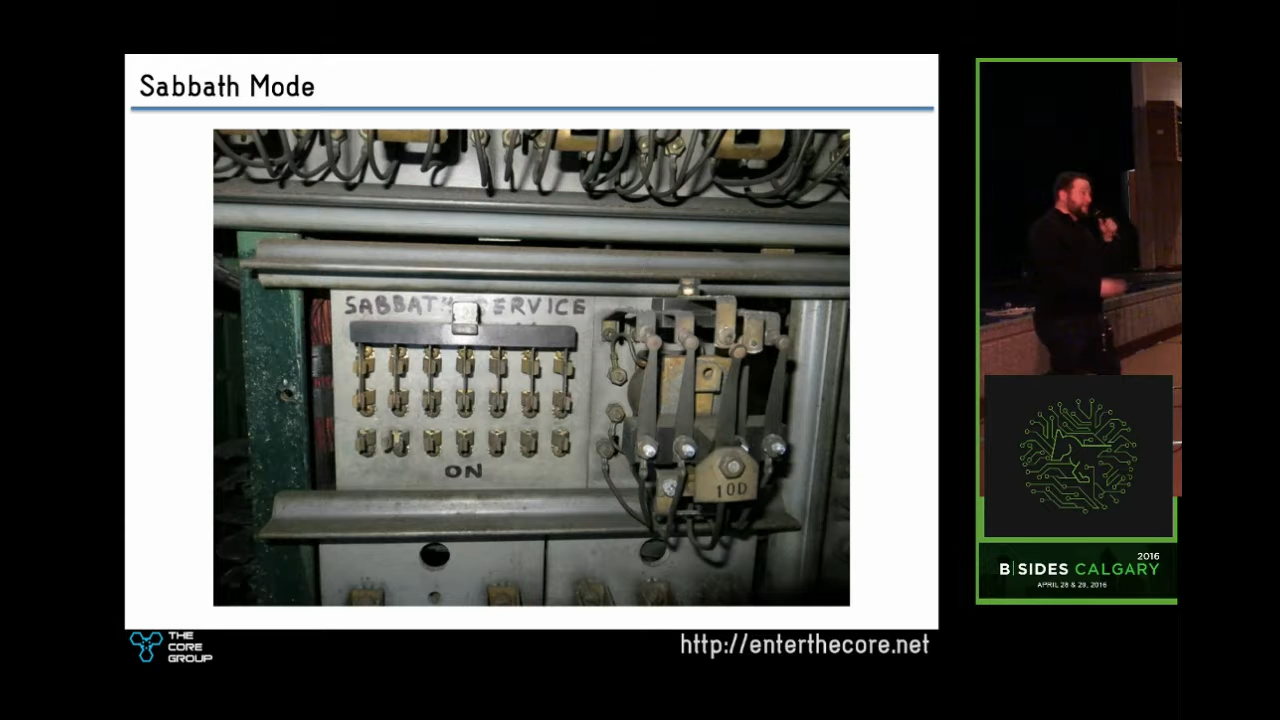 Sabbath Mode
SABBATH SERVICE
ON
10D
THE
CORE
GROUP
http://enterthecore.net
2016
B|SIDES CALGARY
APRIL 28 & 29, 2016